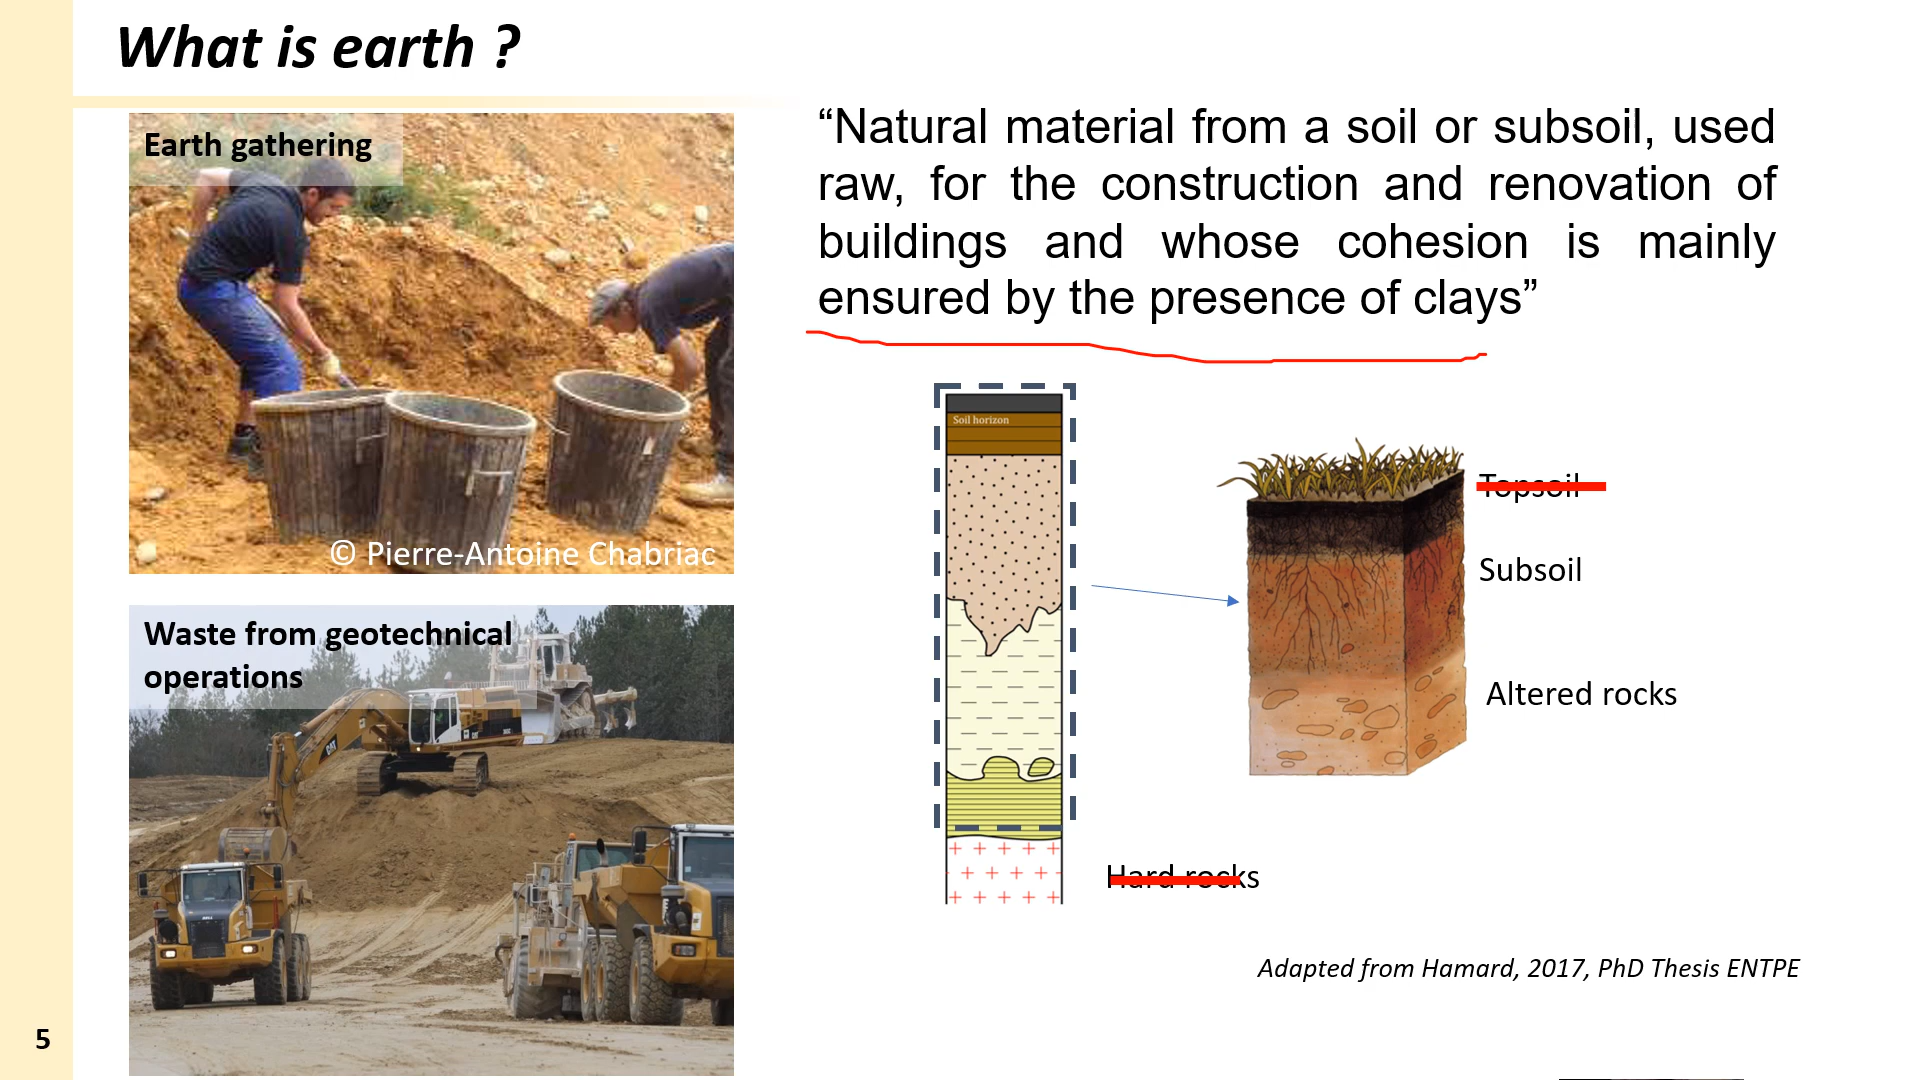 What is earth ?
Earth gathering
© Pierre-Antoine Chabriac
Waste from geotechnical
operations
“Natural material from a soil or subsoil, used
raw, for the construction and renovation of
buildings and whose cohesion is mainly
ensured by the presence of clays”
Soil horizon
Topsoil
Subsoil
Altered rocks
Hard rocks
Adapted from Hamard, 2017, PhD Thesis ENTPE
5